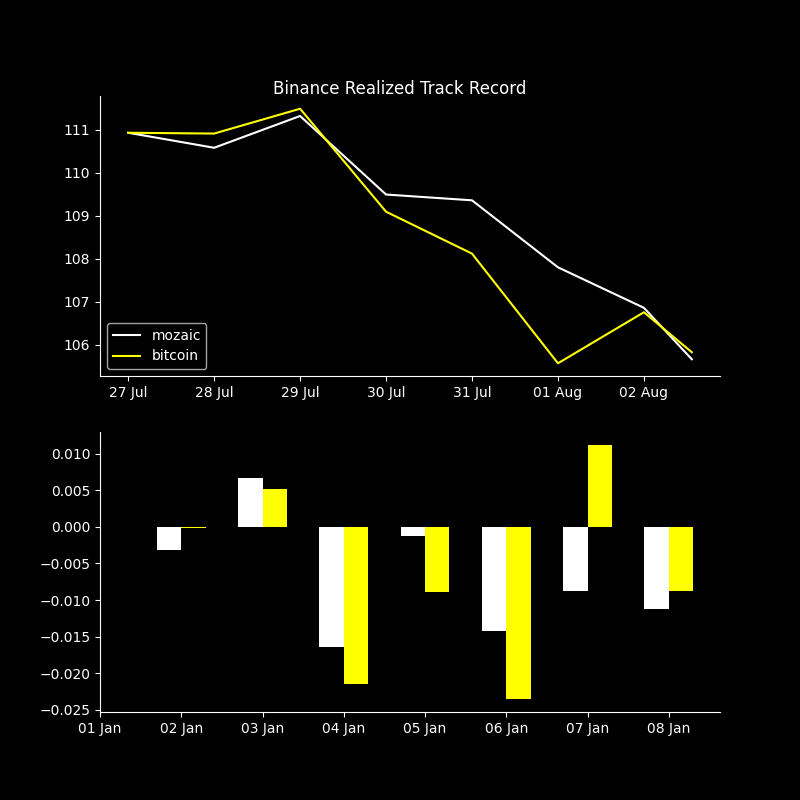 Binance Realized Track Record
111
110
109
108
107
106
mozaic
bitcoin
27 Jul 28 Jul 29 Jul 30 Jul 31 Jul 01 Aug 02 Aug
0.010
0.005
0.000
−0.005
−0.010
−0.015
−0.020
−0.025
01 Jan 02 Jan 03 Jan 04 Jan 05 Jan 06 Jan 07 Jan 08 Jan